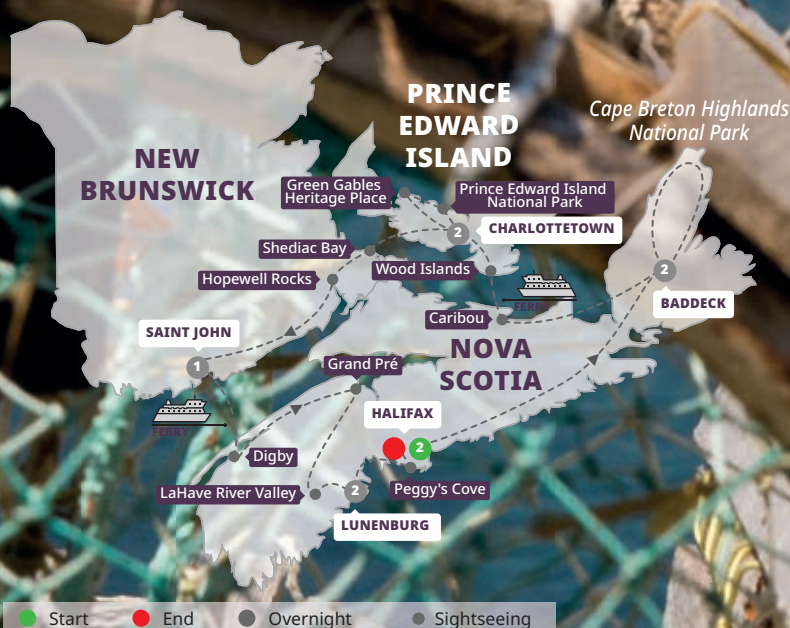 PRINCE
EDWARD
ISLAND
Cape Breton Highlands
National Park
NEW
BRUNSWICK
Green Gables
Heritage Place
Prince Edward Island
National Park
2
CHARLOTTETOWN
Shediac Bay
Wood Islands
Hopewell Rocks
2
FERRY
BADDECK
Caribou
SAINT JOHN
1
NOVA
SCOTIA
Grand Pré
FERRY
HALIFAX
2
Digby
Peggy's Cove
LaHave River Valley
2
LUNENBURG
Start
End
Overnight
Sightseeing